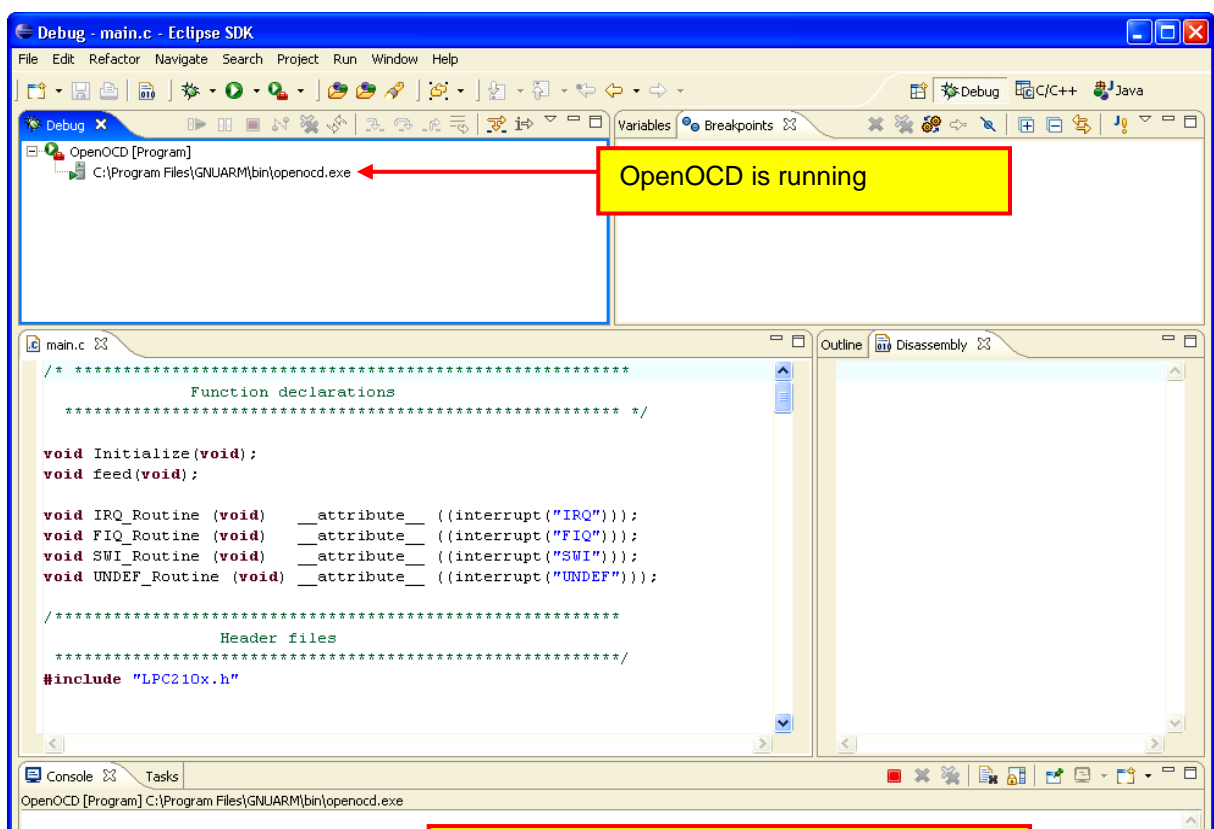 Debug - main.c - Eclipse SDK
File Edit Refactor Navigate Search Project Run Window Help
Debug C/C++ Java
Debug
Variables Breakpoints
OpenOCD [Program]
C:\Program Files\GNUARM\bin\openocd.exe
OpenOCD is running
main.c
Outline Disassembly
/* *********************************************************
Function declarations
********************************************************* */
void Initialize(void);
void feed(void);
void IRQ_Routine (void) __attribute__ ((interrupt("IRQ")));
void FIQ_Routine (void) __attribute__ ((interrupt("FIQ")));
void SWI_Routine (void) __attribute__ ((interrupt("SWI")));
void UNDEF_Routine (void) __attribute__ ((interrupt("UNDEF")));
/**********************************************************
Header files
**********************************************************/
#include "LPC210x.h"
Console Tasks
OpenOCD [Program] C:\Program Files\GNUARM\bin\openocd.exe